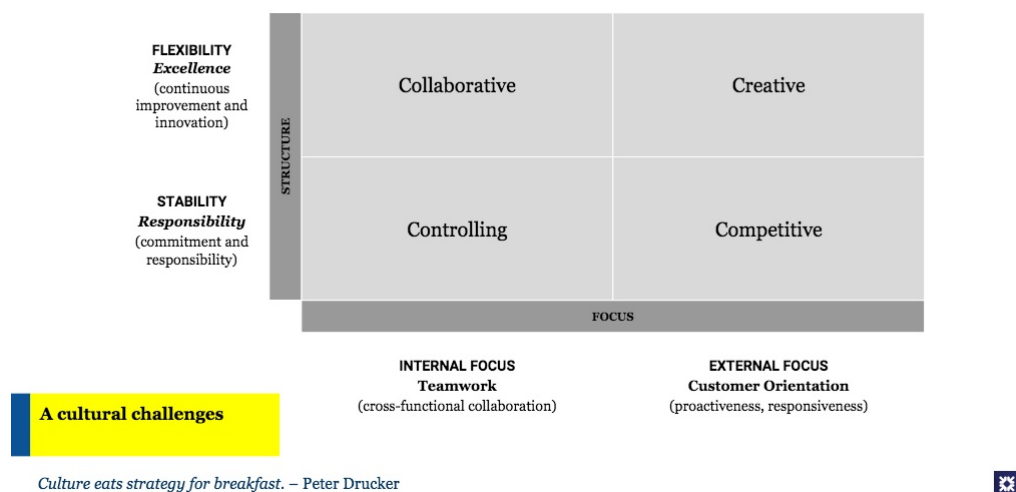 FLEXIBILITY
Excellence
(continuous
improvement and
innovation)
STABILITY
Responsibility
(commitment and
responsibility)
STRUCTURE
Collaborative
Creative
Controlling
Competitive
FOCUS
INTERNAL FOCUS
Teamwork
(cross-functional collaboration)
EXTERNAL FOCUS
Customer Orientation
(proactiveness, responsiveness)
A cultural challenges
Culture eats strategy for breakfast. – Peter Drucker